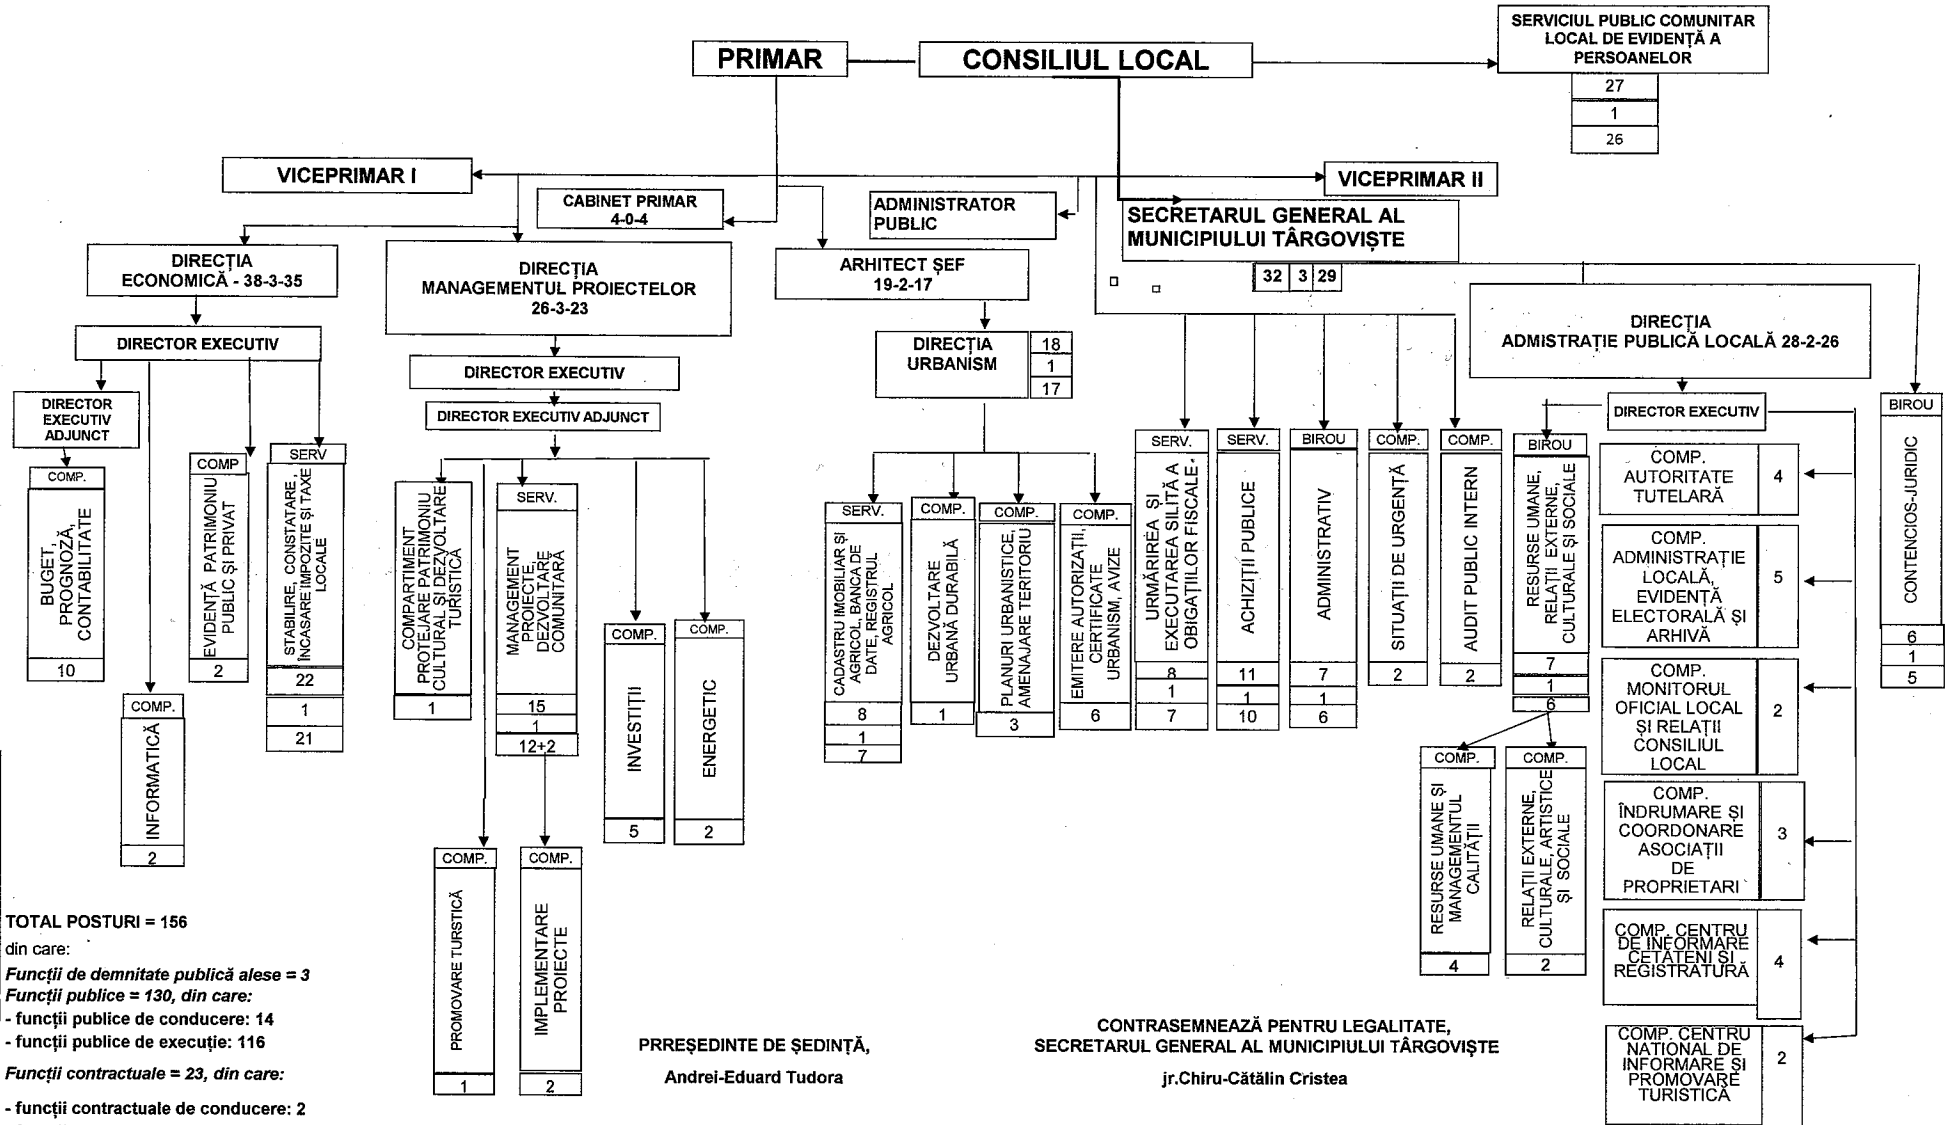 PRIMAR
CONSILIUL LOCAL
SERVICIUL PUBLIC COMUNITAR
LOCAL DE EVIDENȚĂ A
PERSOANELOR
27
1
26
VICEPRIMAR I
VICEPRIMAR II
CABINET PRIMAR
4-0-4
ADMINISTRATOR
PUBLIC
SECRETARUL GENERAL AL
MUNICIPIULUI TÂRGOVIȘTE
32 3 29
DIRECȚIA
ECONOMICĂ - 38-3-35
DIRECTOR EXECUTIV
DIRECTOR
EXECUTIV
ADJUNCT
COMP.
BUGET,
PROGNOZĂ,
CONTABILITATE
10
COMP.
INFORMATICĂ
2
COMP
EVIDENȚĂ PATRIMONIU
PUBLIC ȘI PRIVAT
2
SERV
STABILIRE, CONSTATARE,
ÎNCASARE IMPOZITE ȘI TAXE
LOCALE
22
1
21
DIRECȚIA
MANAGEMENTUL PROIECTELOR
26-3-23
DIRECTOR EXECUTIV
DIRECTOR EXECUTIV ADJUNCT
COMPARTIMENT
PROTEJARE PATRIMONIU
CULTURAL ȘI DEZVOLTARE
TURISTICĂ
1
COMP.
PROMOVARE TURSTICĂ
1
SERV.
MANAGEMENT
PROIECTE,
DEZVOLTARE
COMUNITARĂ
15
1
12+2
COMP.
IMPLEMENTARE
PROIECTE
2
COMP.
INVESTIȚII
5
COMP.
ENERGETIC
2
ARHITECT ȘEF
19-2-17
DIRECȚIA
URBANISM
18
1
17
SERV.
CADASTRU IMOBILIAR ȘI
AGRICOL, BANCA DE
DATE, REGISTRUL
AGRICOL
8
1
7
COMP.
DEZVOLTARE
URBANĂ DURABILĂ
1
COMP.
PLANURI URBANISTICE,
AMENAJARE TERITORIU
3
COMP.
EMITERE AUTORIZAȚII,
CERTIFICATE
URBANISM, AVIZE
6
SERV.
URMĂRIREA ȘI
EXECUTAREA SILITĂ A
OBIGAȚIILOR FISCALE
8
1
7
SERV.
ACHIZIȚII PUBLICE
11
1
10
BIROU
ADMINISTRATIV
7
1
6
COMP.
SITUAȚII DE URGENȚĂ
2
COMP.
AUDIT PUBLIC INTERN
2
DIRECȚIA
ADMISTRAȚIE PUBLICĂ LOCALĂ 28-2-26
DIRECTOR EXECUTIV
BIROU
RESURSE UMANE,
RELAȚII EXTERNE,
CULTURALE ȘI SOCIALE
7
1
6
COMP.
RESURSE UMANE ȘI
MANAGEMENTUL
CALITĂȚII
4
COMP.
RELAȚII EXTERNE,
CULTURALE, ARTISTICE
ȘI SOCIALE
2
COMP.
AUTORITATE
TUTELARĂ
4
COMP.
ADMINISTRAȚIE
LOCALĂ,
EVIDENȚĂ
ELECTORALĂ ȘI
ARHIVĂ
5
COMP.
MONITORUL
OFICIAL LOCAL
ȘI RELAȚII
CONSILIUL
LOCAL
2
COMP.
ÎNDRUMARE ȘI
COORDONARE
ASOCIAȚII
DE
PROPRIETARI
3
COMP. CENTRU
DE INFORMARE
CETĂȚENI ȘI
REGISTRATURĂ
4
COMP. CENTRU
NAȚIONAL DE
INFORMARE ȘI
PROMOVARE
TURISTICĂ
2
BIROU
CONTENCIOS-JURIDIC
6
1
5
TOTAL POSTURI = 156
din care:
Funcții de demnitate publică alese = 3
Funcții publice = 130, din care:
- funcții publice de conducere: 14
- funcții publice de execuție: 116
Funcții contractuale = 23, din care:
- funcții contractuale de conducere: 2
PRREȘEDINTE DE ȘEDINȚĂ,
Andrei-Eduard Tudora
CONTRASEMNEAZĂ PENTRU LEGALITATE,
SECRETARUL GENERAL AL MUNICIPIULUI TÂRGOVIȘTE
jr.Chiru-Cătălin Cristea